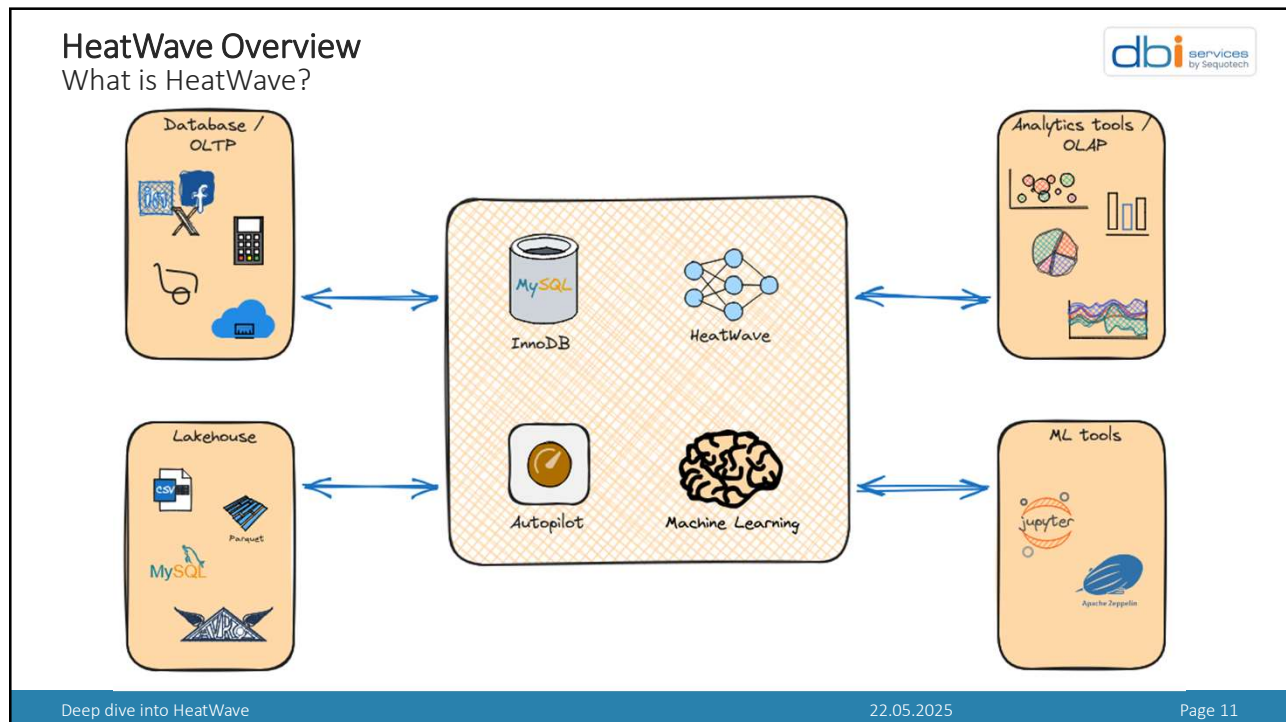 HeatWave Overview
What is HeatWave?
dbi services
by Sequotech
Database /
OLTP
in
f
X
Lakehouse
CSV
Parquet
MySQL
AVRO
MySQL
InnoDB
HeatWave
Autopilot
Machine Learning
Analytics tools /
OLAP
ML tools
jupyter
Apache Zeppelin
Deep dive into HeatWave
22.05.2025
Page 11